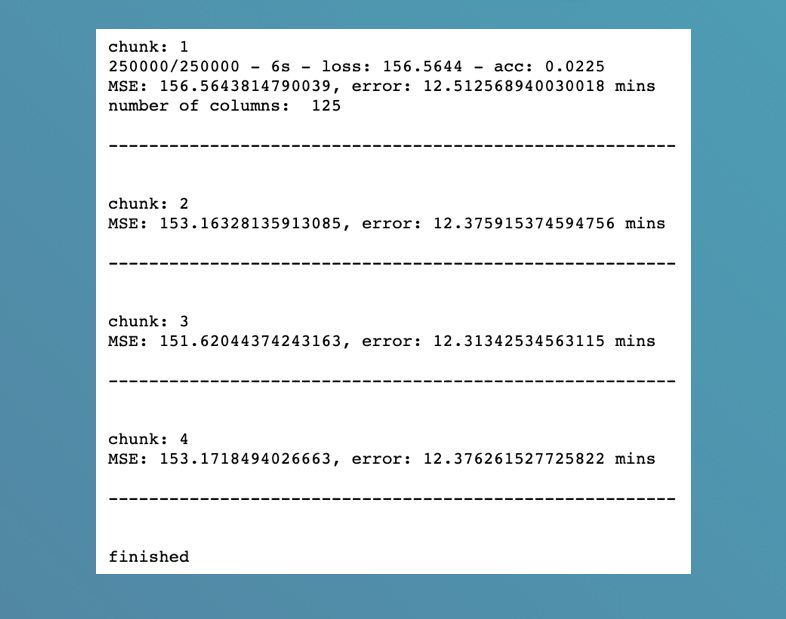 chunk: 1
250000/250000 - 6s - loss: 156.5644 - acc: 0.0225
MSE: 156.5643814790039, error: 12.512568940030018 mins
number of columns:  125
--------------------------------------------------------
chunk: 2
MSE: 153.16328135913085, error: 12.375915374594756 mins
--------------------------------------------------------
chunk: 3
MSE: 151.62044374243163, error: 12.31342534563115 mins
--------------------------------------------------------
chunk: 4
MSE: 153.1718494026663, error: 12.376261527725822 mins
--------------------------------------------------------
finished